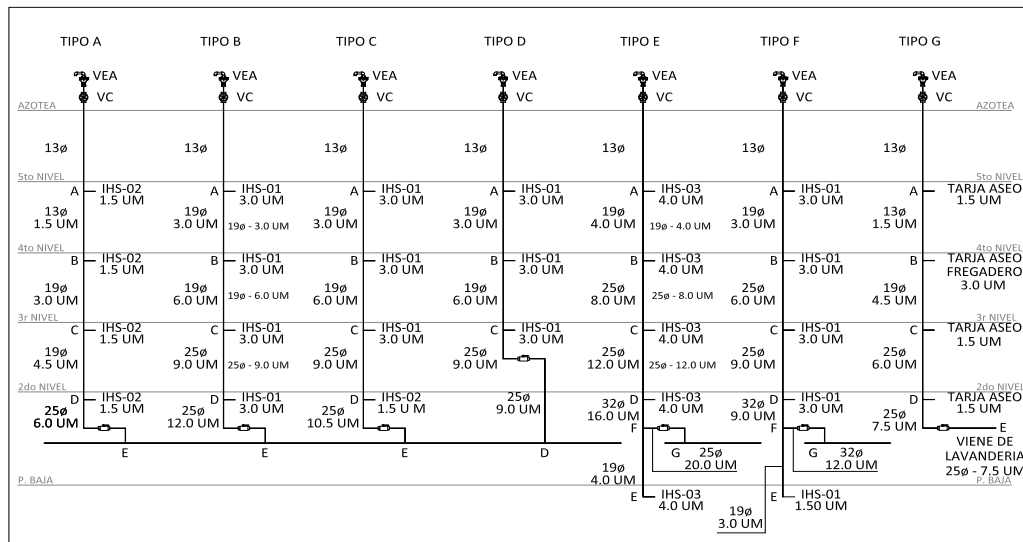 TIPO A TIPO B TIPO C TIPO D TIPO E TIPO F TIPO G
VEA VEA VEA VEA VEA VEA VEA
VC VC VC VC VC VC VC
AZOTEA AZOTEA
13ø 13ø 13ø 13ø 13ø 13ø 13ø
5to NIVEL 5to NIVEL
A IHS-02 A IHS-01 A IHS-01 A IHS-01 A IHS-03 A IHS-01 A TARJA ASEO
1.5 UM 3.0 UM 3.0 UM 3.0 UM 4.0 UM 3.0 UM 1.5 UM
13ø 19ø 19ø 19ø 19ø 19ø 13ø
1.5 UM 3.0 UM 19ø - 3.0 UM 3.0 UM 3.0 UM 4.0 UM 19ø - 4.0 UM 3.0 UM 1.5 UM
4to NIVEL 4to NIVEL
B IHS-02 B IHS-01 B IHS-01 B IHS-01 B IHS-03 B IHS-01 B TARJA ASEO
1.5 UM 3.0 UM 3.0 UM 3.0 UM 4.0 UM 3.0 UM FREGADERO
3.0 UM
19ø 19ø 19ø 19ø 25ø 25ø 19ø
3.0 UM 6.0 UM 19ø - 6.0 UM 6.0 UM 6.0 UM 8.0 UM 25ø - 8.0 UM 6.0 UM 4.5 UM
3r NIVEL 3r NIVEL
C IHS-02 C IHS-01 C IHS-01 C IHS-01 C IHS-03 C IHS-01 C TARJA ASEO
1.5 UM 3.0 UM 3.0 UM 3.0 UM 4.0 UM 3.0 UM 1.5 UM
19ø 25ø 25ø 25ø 25ø 25ø 25ø
4.5 UM 9.0 UM 25ø - 9.0 UM 9.0 UM 9.0 UM 12.0 UM 25ø - 12.0 UM 9.0 UM 6.0 UM
2do NIVEL 2do NIVEL
D IHS-02 D IHS-01 D IHS-01 D IHS-03 D IHS-01 D TARJA ASEO
1.5 UM 3.0 UM 1.5 U M 4.0 UM 3.0 UM 1.5 UM
25ø 25ø 25ø 25ø 32ø 32ø 25ø
6.0 UM 12.0 UM 10.5 UM 9.0 UM 16.0 UM 9.0 UM 7.5 UM
F F E
E E E D G 25ø G 32ø VIENE DE
20.0 UM 12.0 UM LAVANDERIA
19ø 25ø - 7.5 UM
4.0 UM
P. BAJA P. BAJA
E IHS-03 E IHS-01
4.0 UM 1.50 UM
19ø
3.0 UM